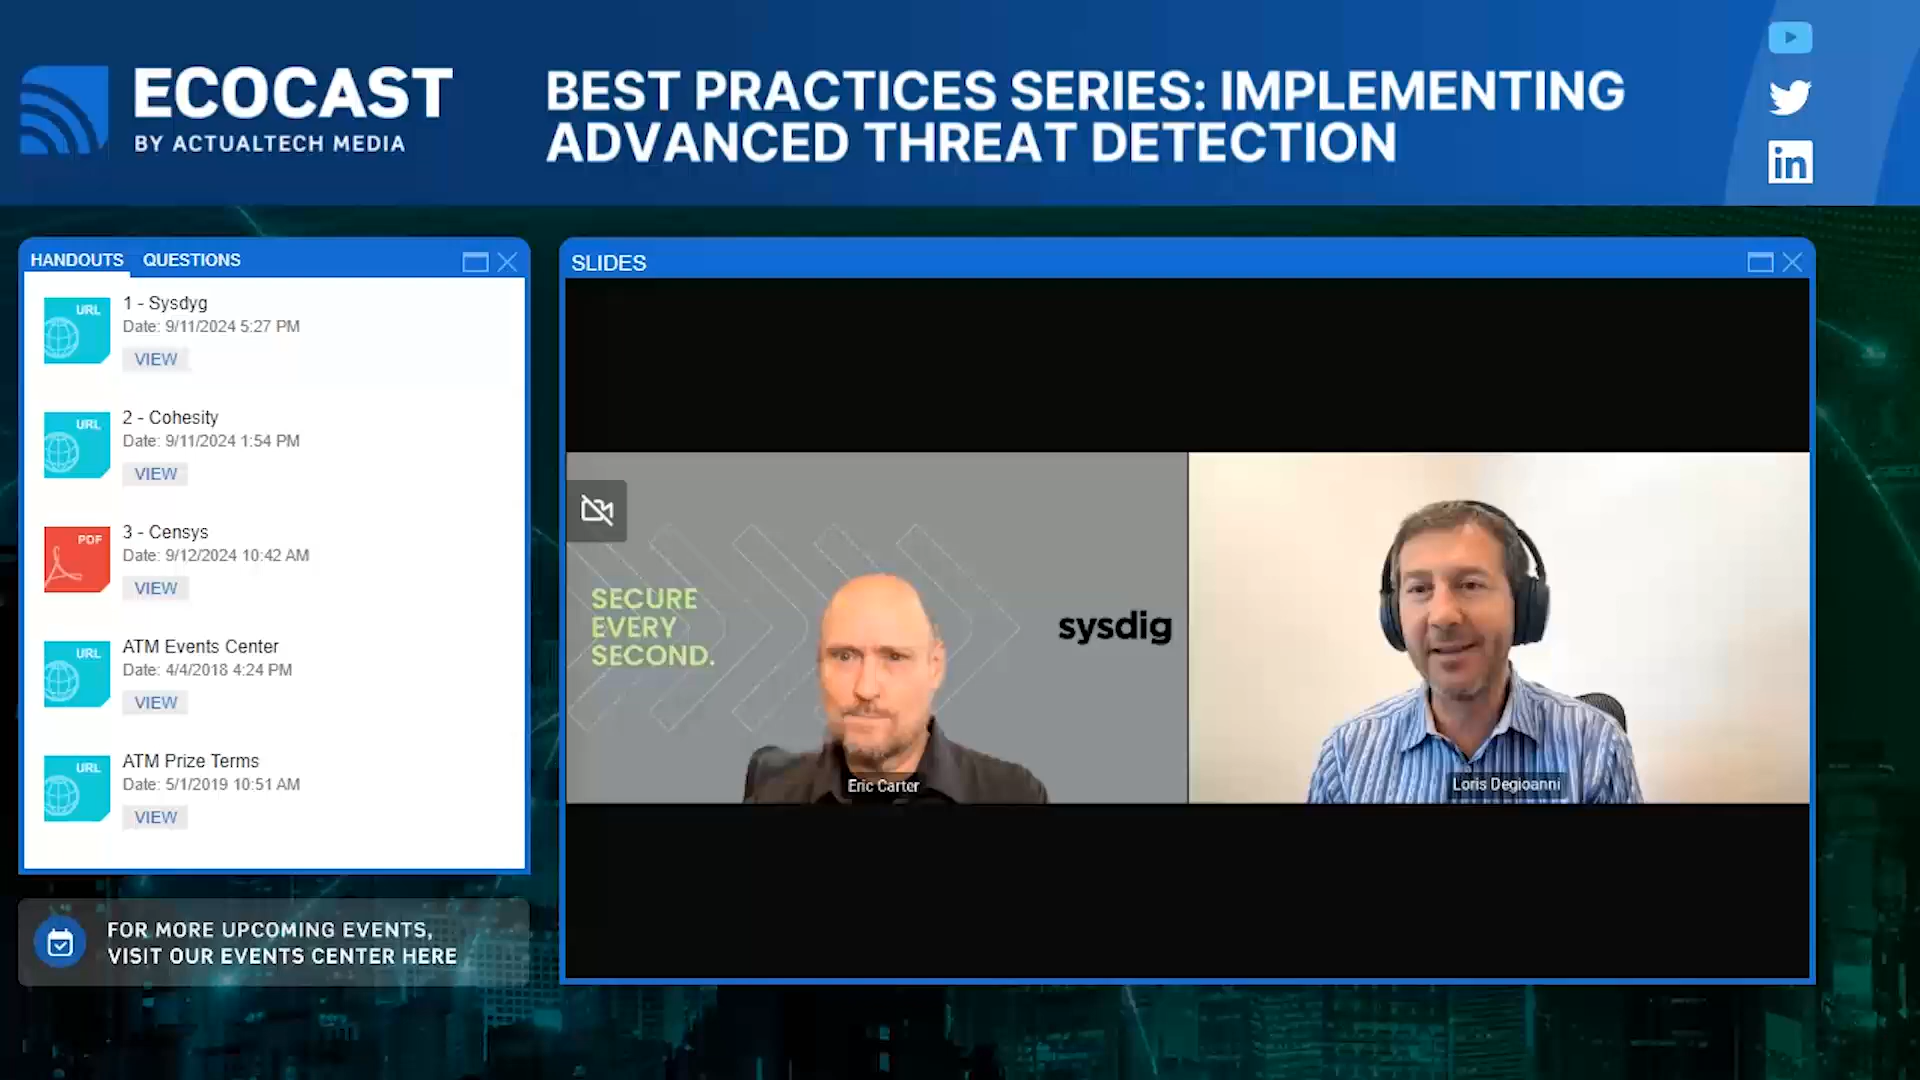 ECOCAST
BY ACTUALTECH MEDIA
BEST PRACTICES SERIES: IMPLEMENTING
ADVANCED THREAT DETECTION
in
HANDOUTS QUESTIONS
URL
1 - Sysdyg
Date: 9/11/2024 5:27 PM
VIEW
URL
2 - Cohesity
Date: 9/11/2024 1:54 PM
VIEW
PDF
3 - Censys
Date: 9/12/2024 10:42 AM
VIEW
URL
ATM Events Center
Date: 4/4/2018 4:24 PM
VIEW
URL
ATM Prize Terms
Date: 5/1/2019 10:51 AM
VIEW
FOR MORE UPCOMING EVENTS,
VISIT OUR EVENTS CENTER HERE
SLIDES
SECURE
EVERY
SECOND.
sysdig
Eric Carter
Loris Degioanni